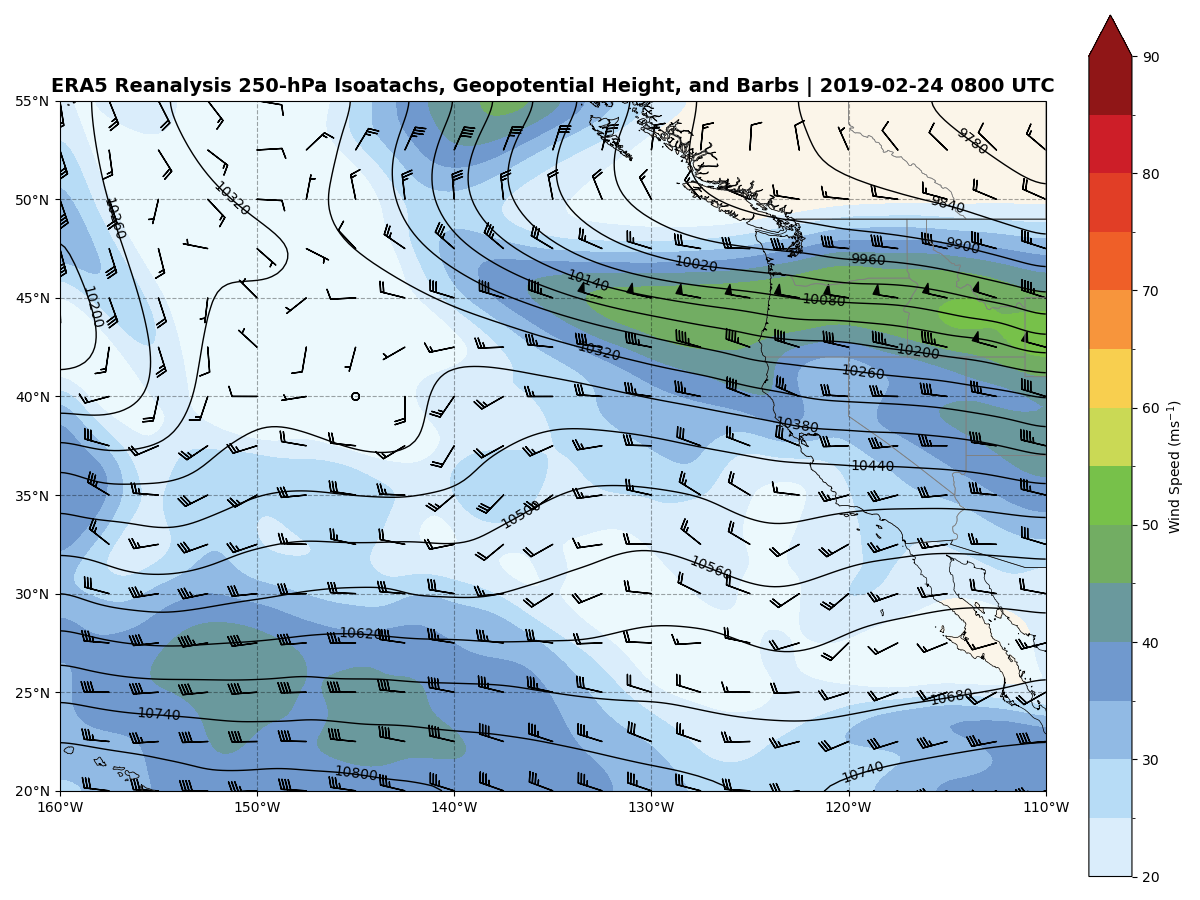 ERA5 Reanalysis 250-hPa Isoatachs, Geopotential Height, and Barbs | 2019-02-24 0800 UTC
90
80
70
60
50
40
30
20
Wind Speed (ms⁻¹)
55°N
50°N
45°N
40°N
35°N
30°N
25°N
20°N
160°W
150°W
140°W
130°W
120°W
110°W
9780
9840
9900
9960
10020
10080
10140
10200
10260
10320
10380
10440
10500
10560
10620
10680
10740
10800
10740
10320
10260
10200
10260
10320